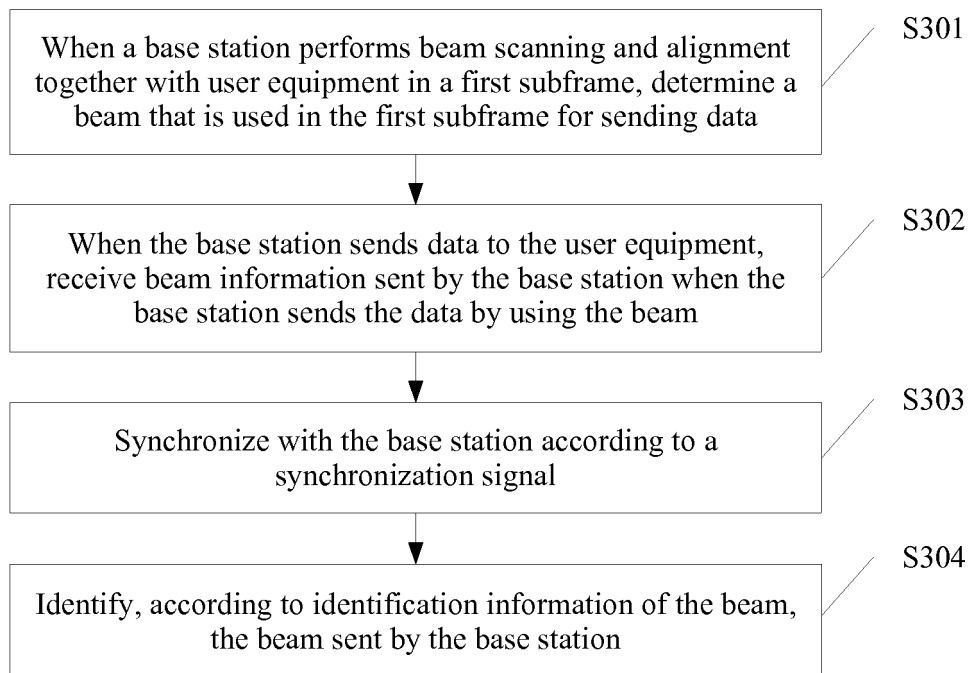 When a base station performs beam scanning and alignment
together with user equipment in a first subframe, determine a
beam that is used in the first subframe for sending data
S301
When the base station sends data to the user equipment,
receive beam information sent by the base station when the
base station sends the data by using the beam
S302
Synchronize with the base station according to a
synchronization signal
S303
Identify, according to identification information of the beam,
the beam sent by the base station
S304